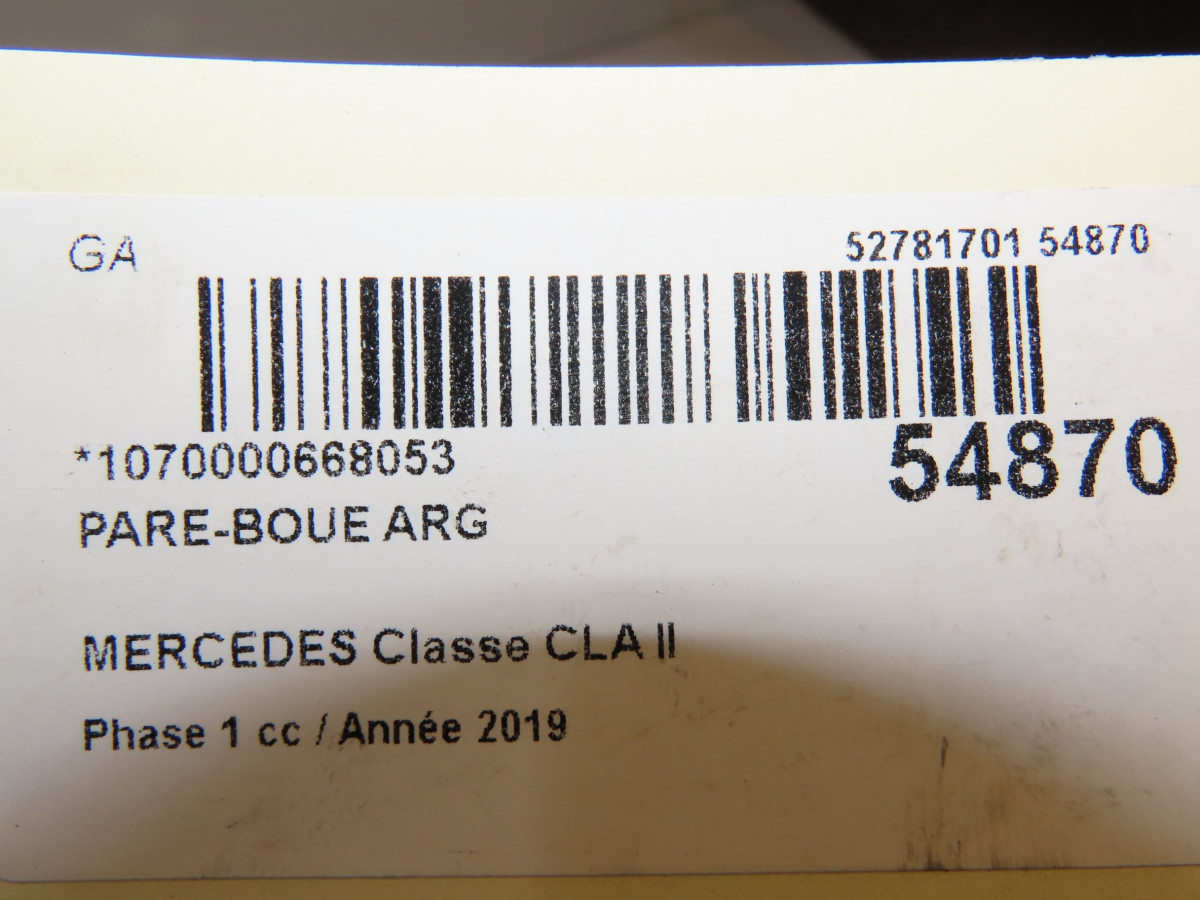 GA
52781701 54870
*1070000668053
54870
PARE-BOUE ARG
MERCEDES Classe CLA II
Phase 1 cc / Année 2019